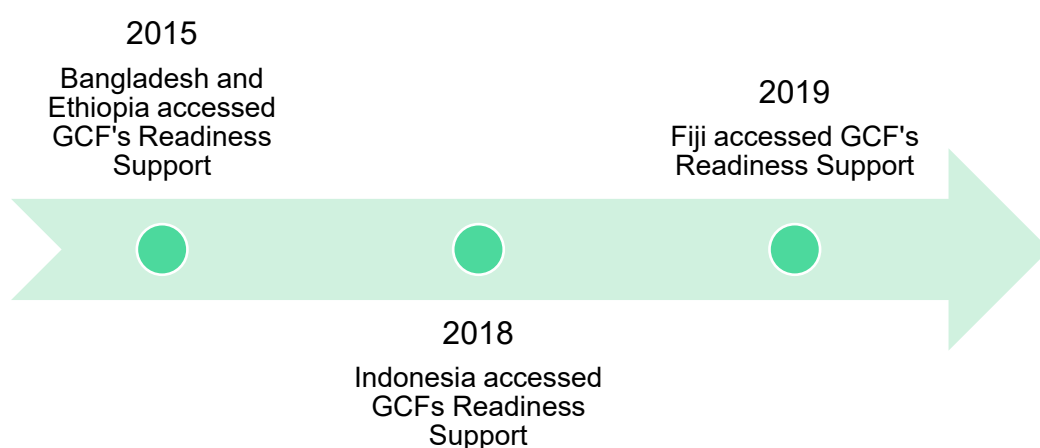 2015
Bangladesh and
Ethiopia accessed
GCF's Readiness
Support
2018
Indonesia accessed
GCFs Readiness
Support
2019
Fiji accessed GCF's
Readiness Support